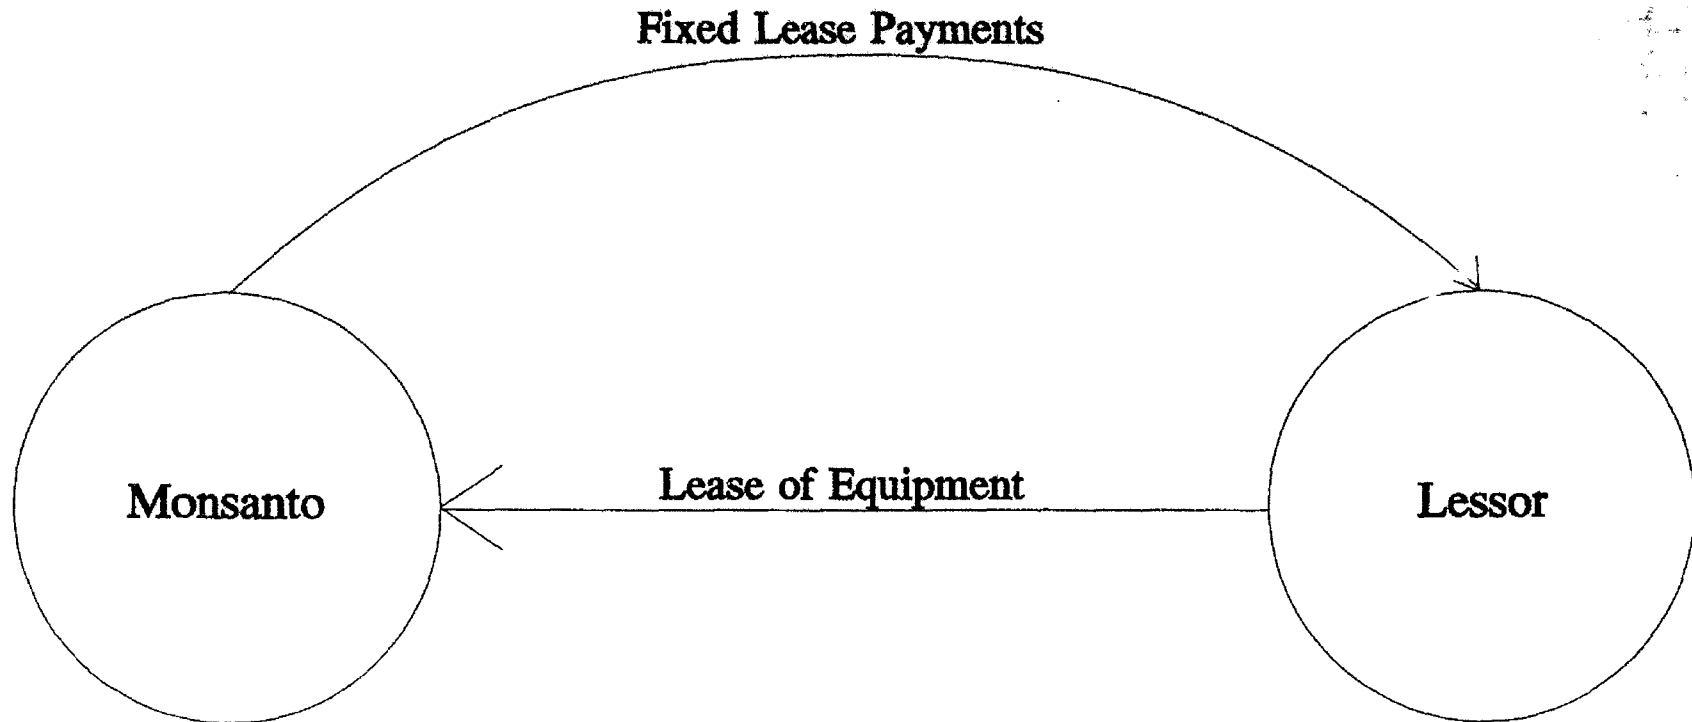 Fixed Lease Payments
Monsanto
Lease of Equipment
Lessor